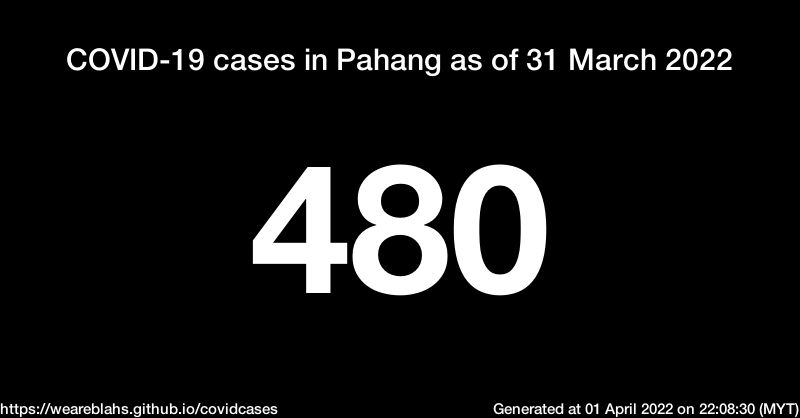 COVID-19 cases in Pahang as of 31 March 2022
480
https://weareblahs.github.io/covidcases
Generated at 01 April 2022 on 22:08:30 (MYT)